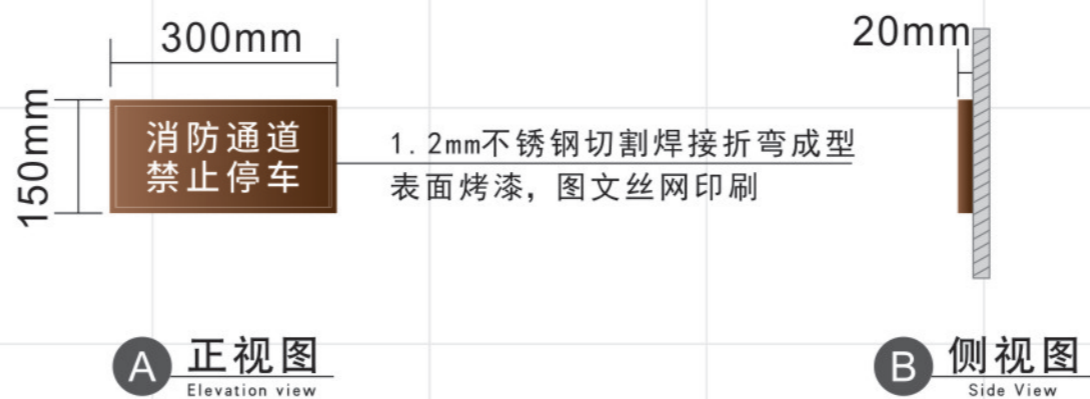 300mm
20mm
150mm
消防通道
禁止停车
1.2mm不锈钢切割焊接折弯成型
表面烤漆，图文丝网印刷
A 正视图
Elevation view
B 侧视图
Side View